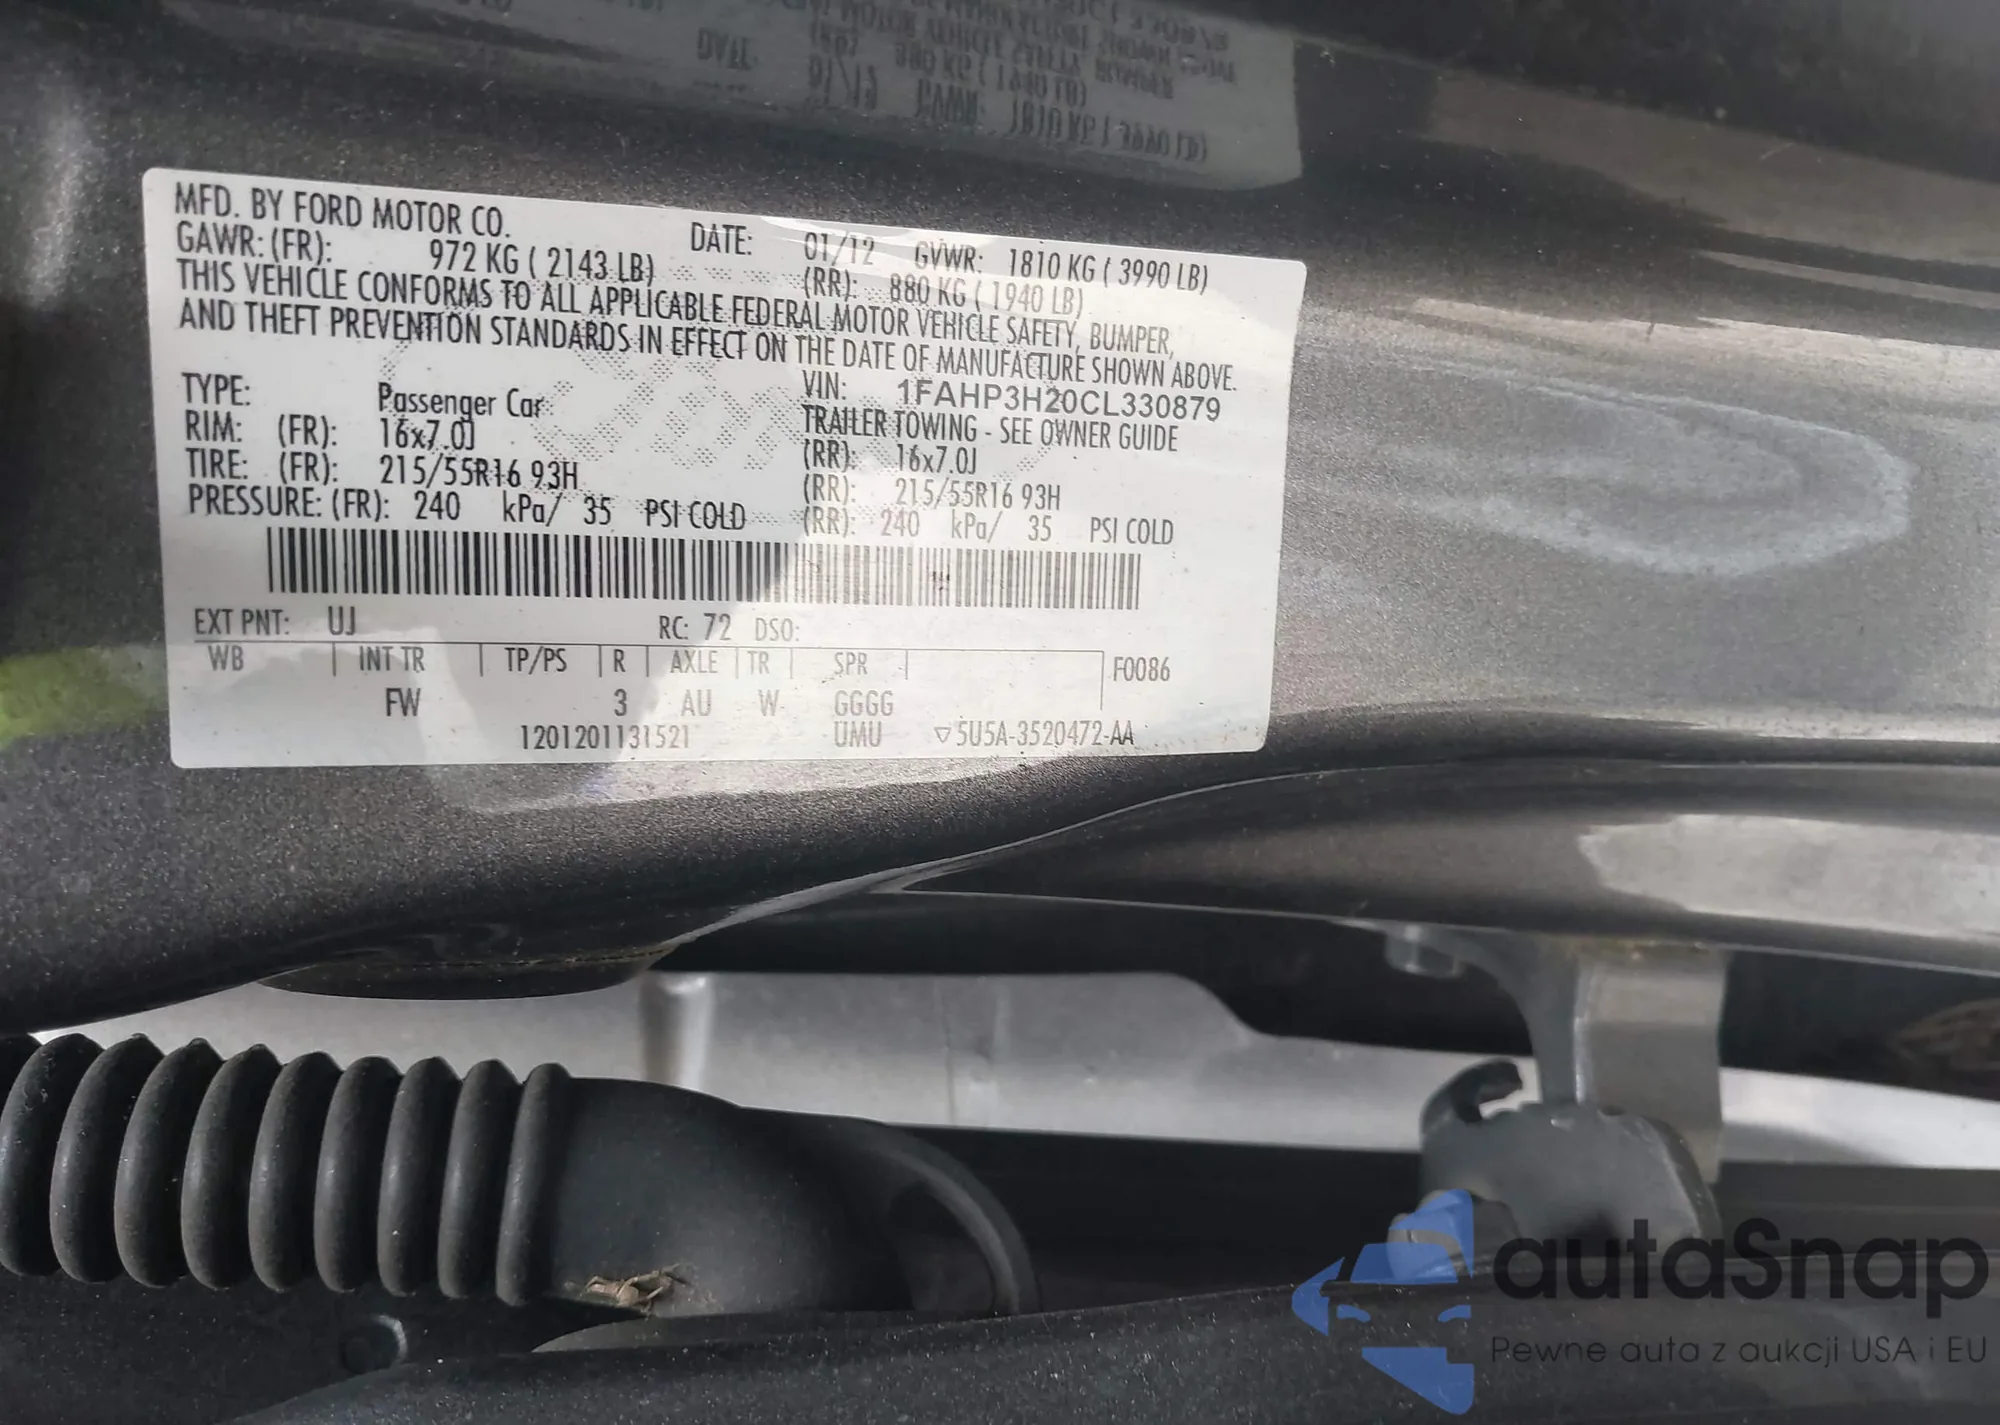 MFD. BY FORD MOTOR CO. DATE: 01/12 GVWR: 1810 KG ( 3990 LB)
GAWR: (FR): 972 KG ( 2143 LB) (RR): 880 KG ( 1940 LB)
THIS VEHICLE CONFORMS TO ALL APPLICABLE FEDERAL MOTOR VEHICLE SAFETY, BUMPER,
AND THEFT PREVENTION STANDARDS IN EFFECT ON THE DATE OF MANUFACTURE SHOWN ABOVE.
VIN: 1FAHP3H20CL330879
TYPE: Passenger Car TRAILER TOWING - SEE OWNER GUIDE
RIM: (FR): 16x7.0J (RR): 16x7.0J
TIRE: (FR): 215/55R16 93H (RR): 215/55R16 93H
PRESSURE: (FR): 240 kPa/ 35 PSI COLD (RR): 240 kPa/ 35 PSI COLD
EXT PNT: UJ RC: 72 DSO:
WB INT TR TP/PS R AXLE TR SPR F0086
FW 3 AU W GGGG
1201201131521 UMU ▽ 5U5A-3520472-AA
autaSnap
Pewne auta z aukcji USA i EU